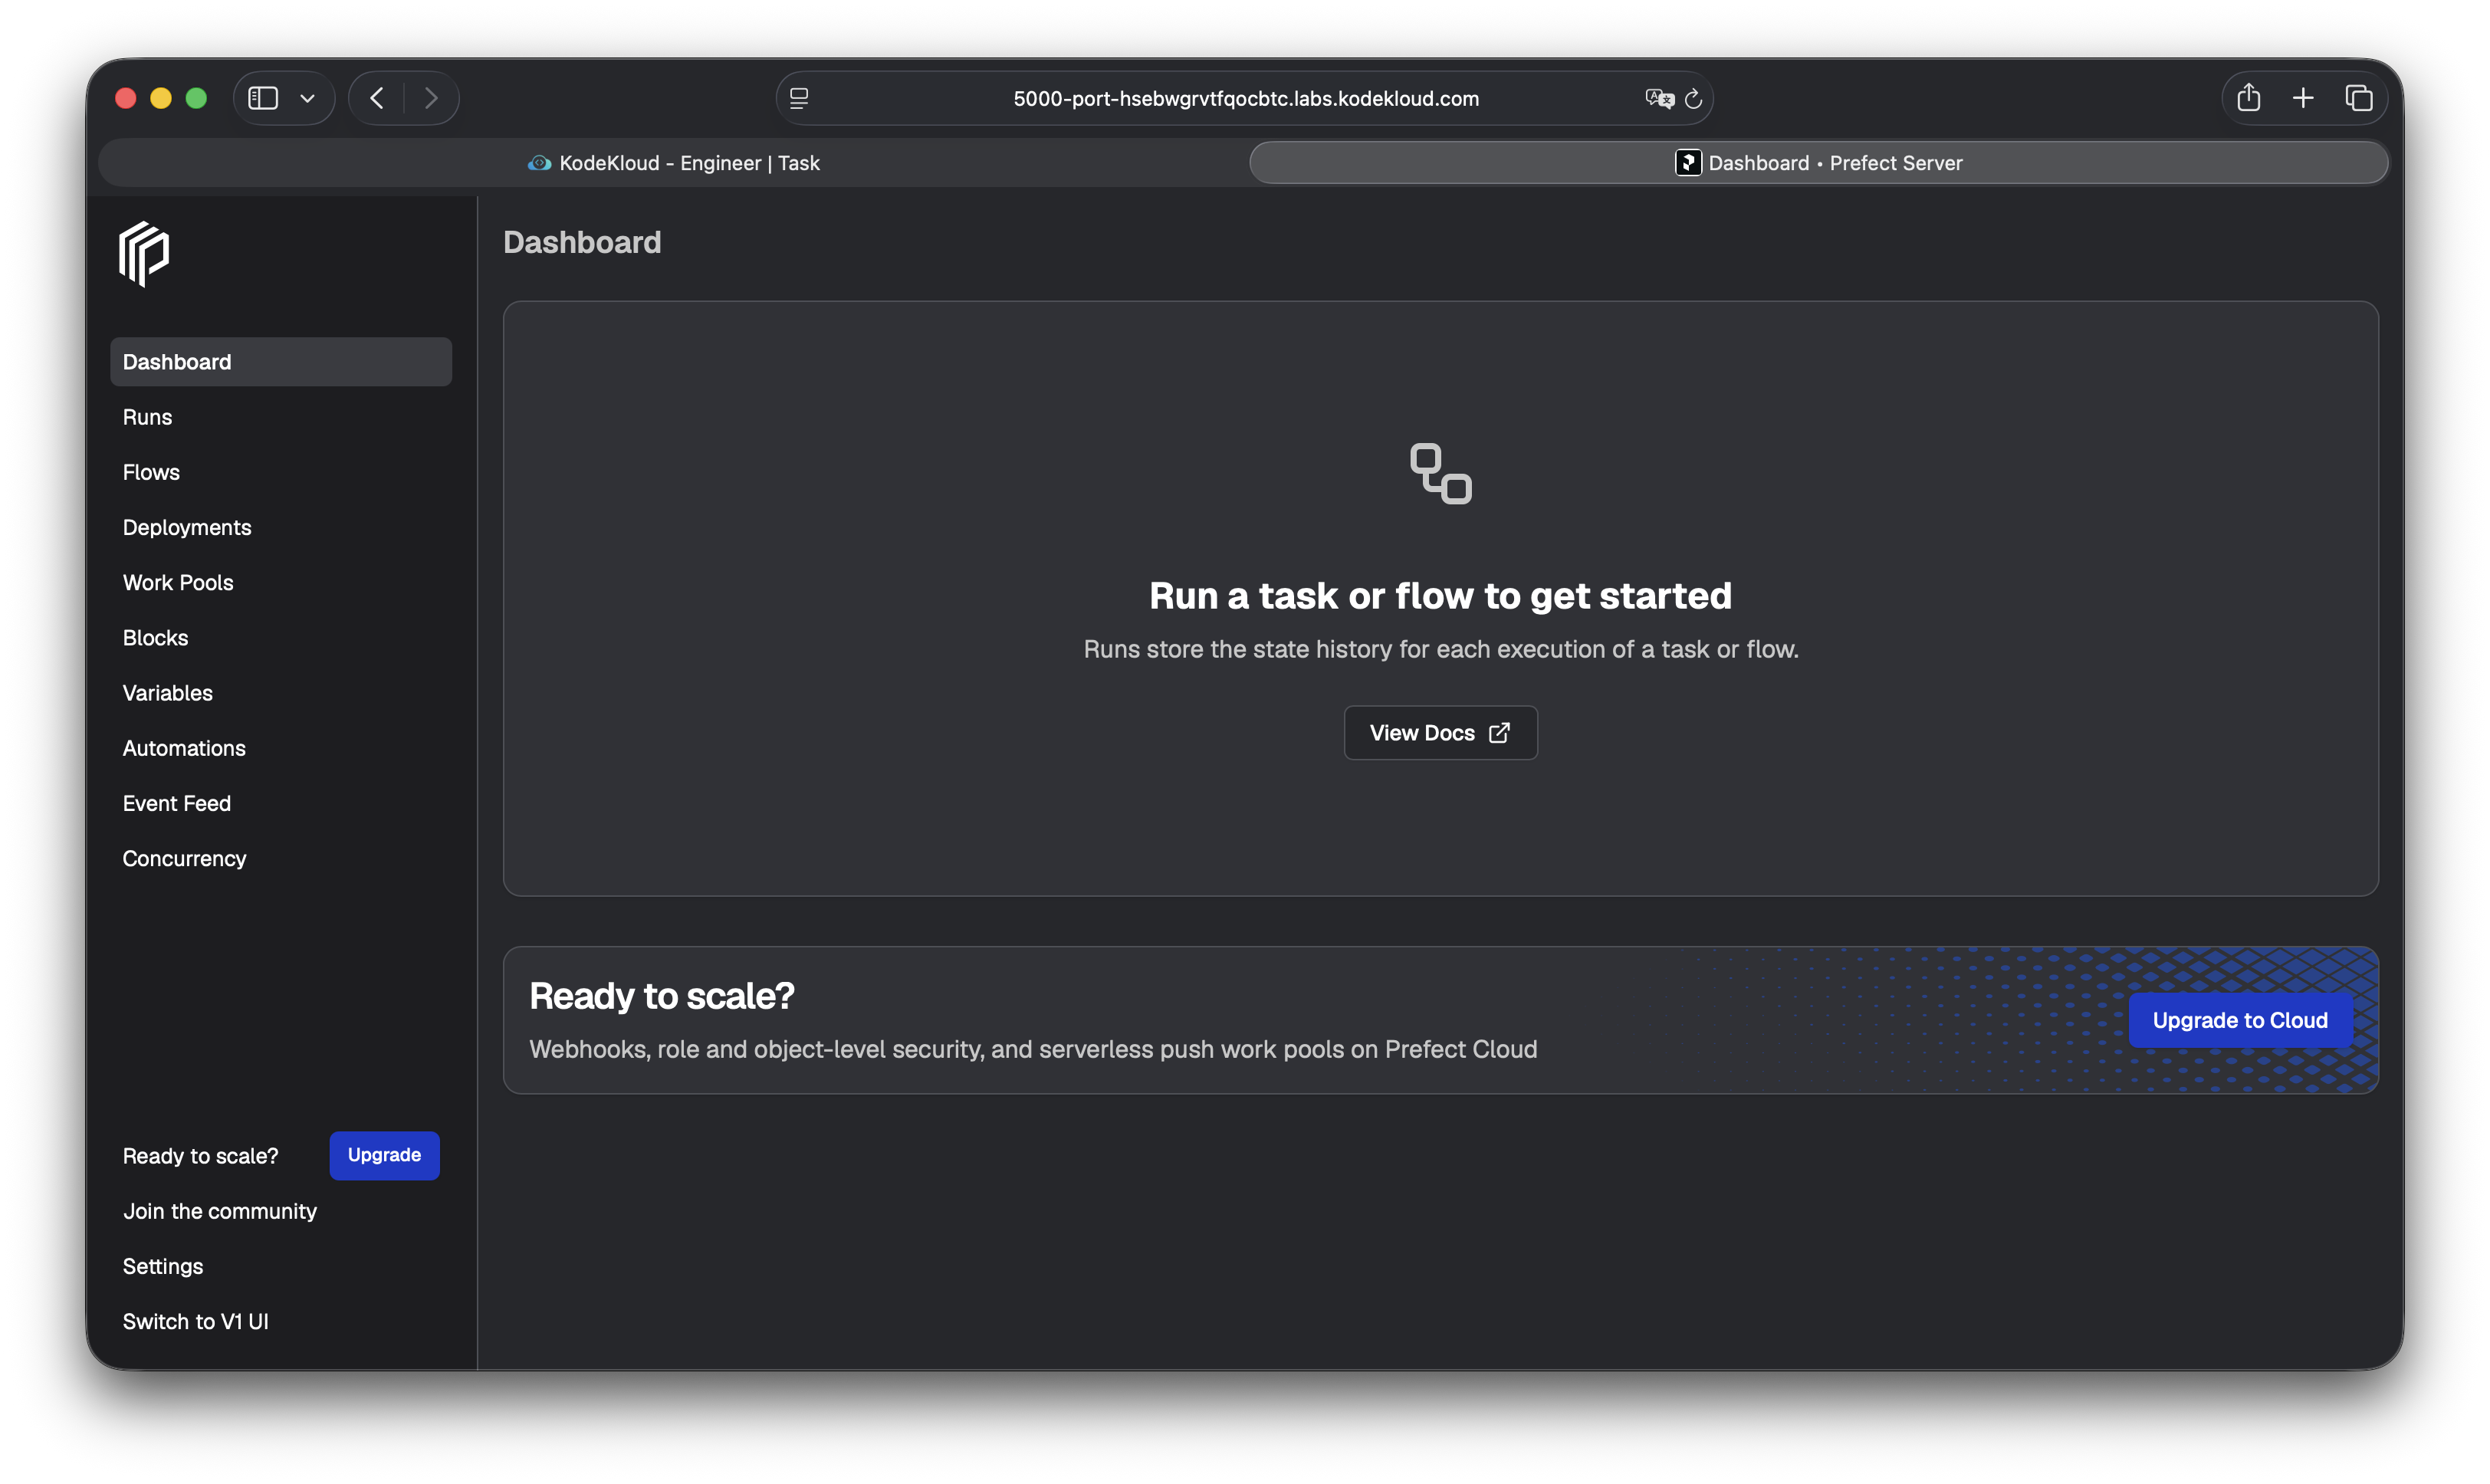 5000-port-hsebwgrvtfqocbtc.labs.kodekloud.com
KodeKloud - Engineer | Task
Dashboard • Prefect Server
Dashboard
Runs
Flows
Deployments
Work Pools
Blocks
Variables
Automations
Event Feed
Concurrency
Ready to scale?
Upgrade
Join the community
Settings
Switch to V1 UI
Dashboard
Run a task or flow to get started
Runs store the state history for each execution of a task or flow.
View Docs
Ready to scale?
Webhooks, role and object-level security, and serverless push work pools on Prefect Cloud
Upgrade to Cloud